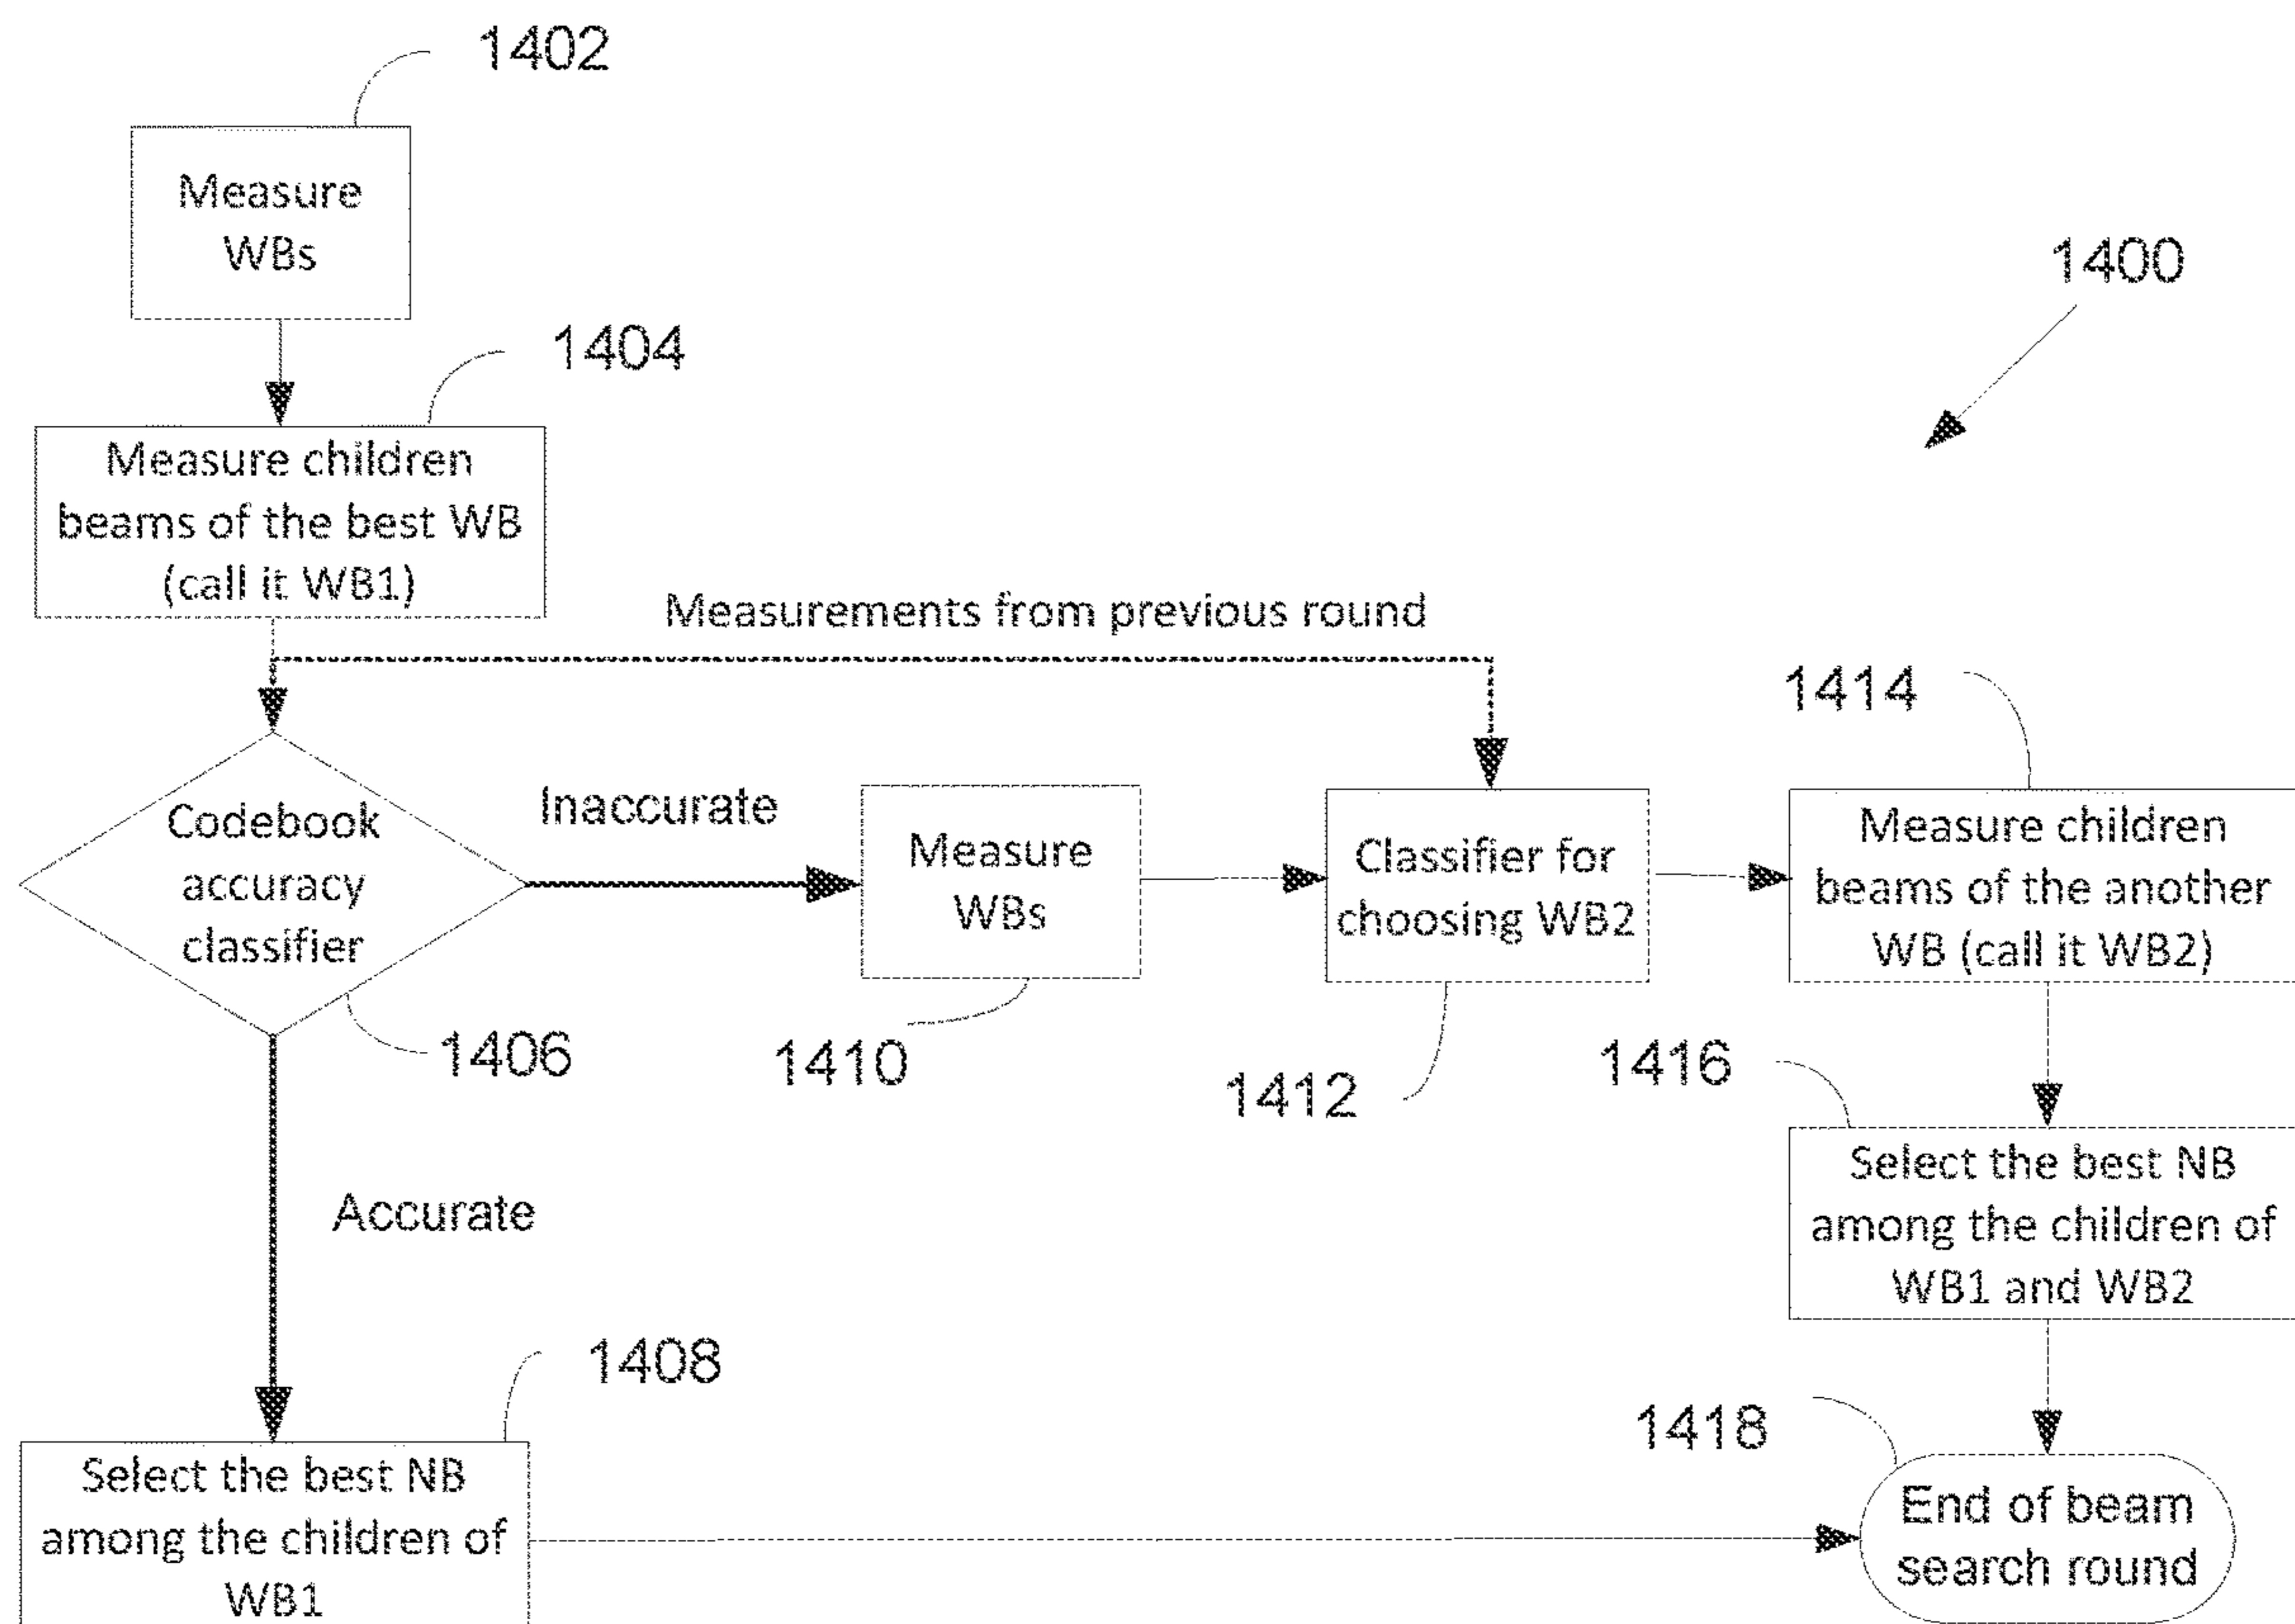 1402
Measure
WBs
1400
1404
Measure children
beams of the best WB
(call it WB1)
Measurements from previous round
1414
Codebook
accuracy
classifier
Inaccurate
Measure
WBs
Classifier for
choosing WB2
Measure children
beams of the another
WB (call it WB2)
1406
1410
1412
1416
Select the best NB
among the children of
WB1 and WB2
Accurate
1408
1418
Select the best NB
among the children of
WB1
End of beam
search round